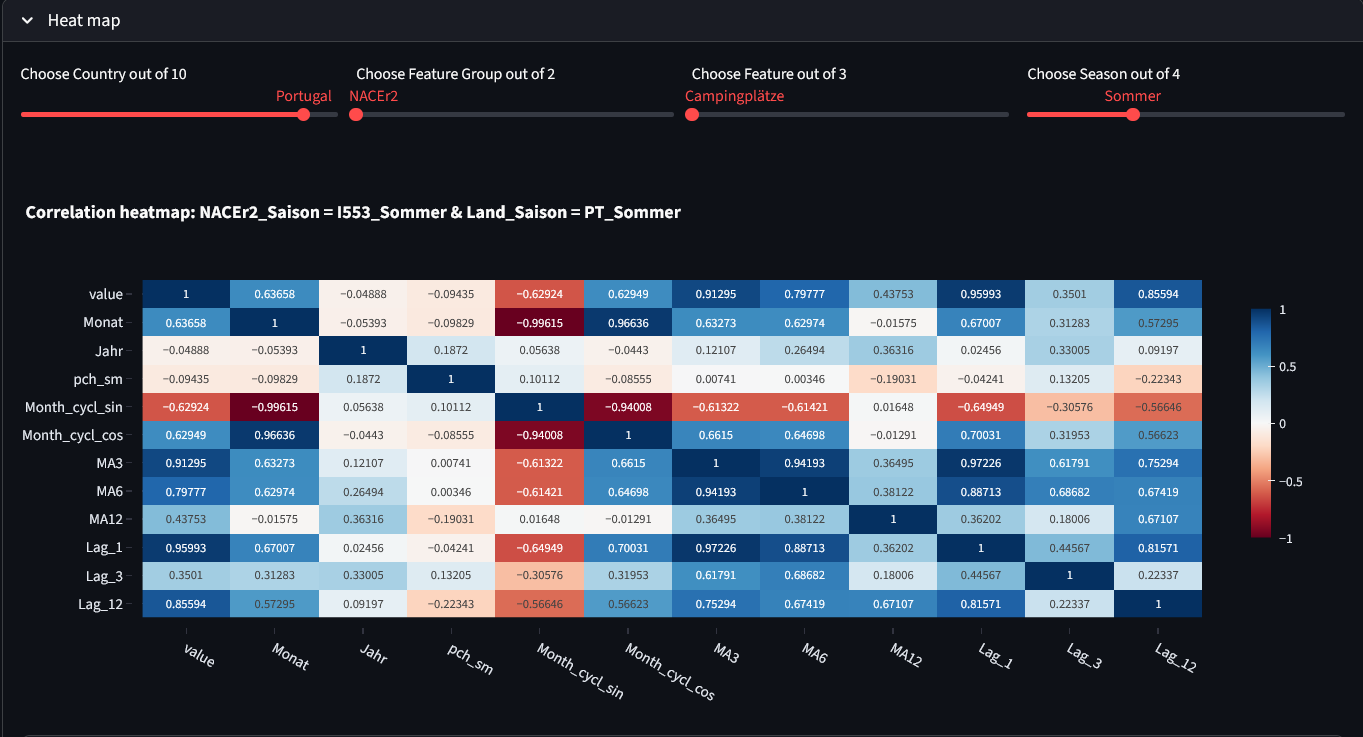 Heat map
Choose Country out of 10 Choose Feature Group out of 2 Choose Feature out of 3 Choose Season out of 4
Portugal NACEr2 Campingplätze Sommer
Correlation heatmap: NACEr2_Saison = I553_Sommer & Land_Saison = PT_Sommer
value 1 0.63658 −0.04888 −0.09435 −0.62924 0.62949 0.91295 0.79777 0.43753 0.95993 0.3501 0.85594
Monat 0.63658 1 −0.05393 −0.09829 −0.99615 0.96636 0.63273 0.62974 −0.01575 0.67007 0.31283 0.57295
Jahr −0.04888 −0.05393 1 0.1872 0.05638 −0.0443 0.12107 0.26494 0.36316 0.02456 0.33005 0.09197
pch_sm −0.09435 −0.09829 0.1872 1 0.10112 −0.08555 0.00741 0.00346 −0.19031 −0.04241 0.13205 −0.22343
Month_cycl_sin −0.62924 −0.99615 0.05638 0.10112 1 −0.94008 −0.61322 −0.61421 0.01648 −0.64949 −0.30576 −0.56646
Month_cycl_cos 0.62949 0.96636 −0.0443 −0.08555 −0.94008 1 0.6615 0.64698 −0.01291 0.70031 0.31953 0.56623
MA3 0.91295 0.63273 0.12107 0.00741 −0.61322 0.6615 1 0.94193 0.36495 0.97226 0.61791 0.75294
MA6 0.79777 0.62974 0.26494 0.00346 −0.61421 0.64698 0.94193 1 0.38122 0.88713 0.68682 0.67419
MA12 0.43753 −0.01575 0.36316 −0.19031 0.01648 −0.01291 0.36495 0.38122 1 0.36202 0.18006 0.67107
Lag_1 0.95993 0.67007 0.02456 −0.04241 −0.64949 0.70031 0.97226 0.88713 0.36202 1 0.44567 0.81571
Lag_3 0.3501 0.31283 0.33005 0.13205 −0.30576 0.31953 0.61791 0.68682 0.18006 0.44567 1 0.22337
Lag_12 0.85594 0.57295 0.09197 −0.22343 −0.56646 0.56623 0.75294 0.67419 0.67107 0.81571 0.22337 1
value Monat Jahr pch_sm Month_cycl_sin Month_cycl_cos MA3 MA6 MA12 Lag_1 Lag_3 Lag_12
1
0.5
0
−0.5
−1